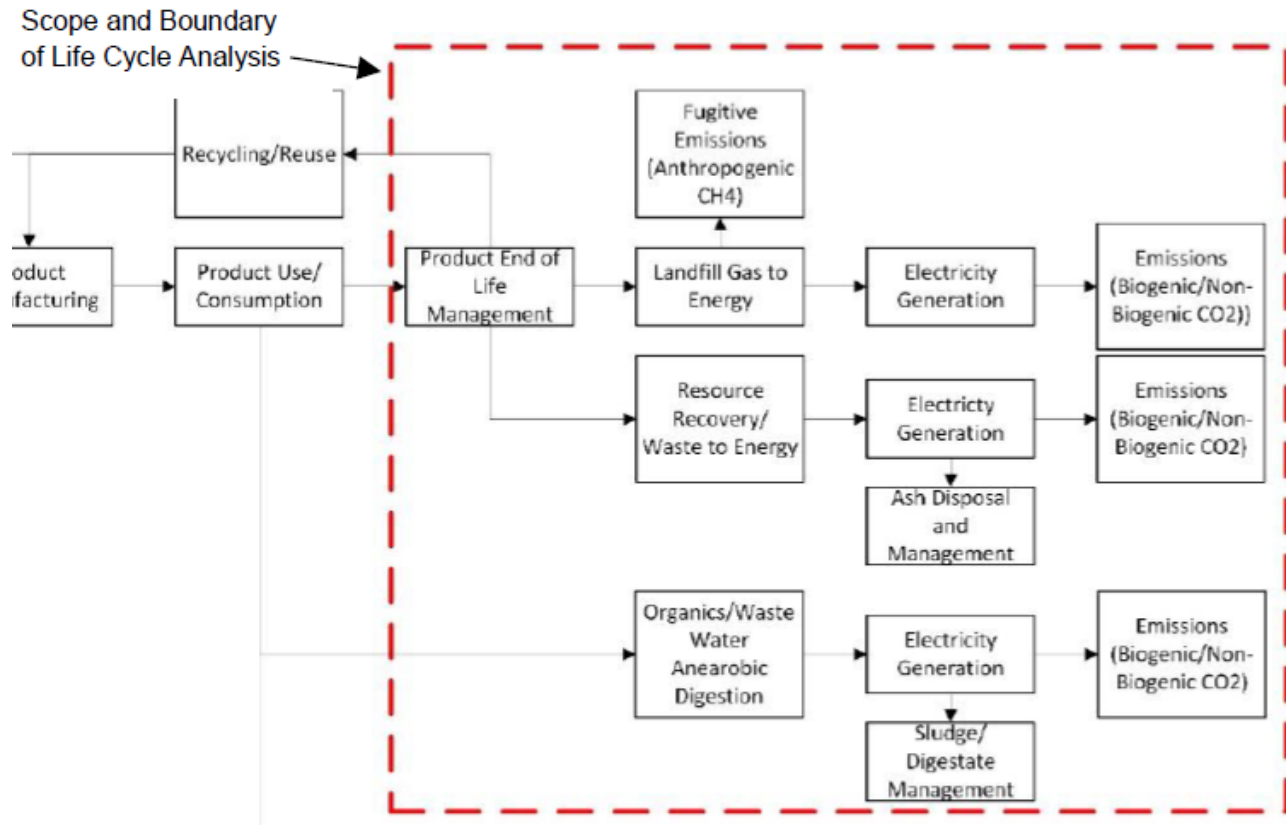 Scope and Boundary
of Life Cycle Analysis
Recycling/Reuse
Fugitive
Emissions
(Anthropogenic
CH4)
oduct
ufacturing
Product Use/
Consumption
Product End of
Life
Management
Landfill Gas to
Energy
Electricity
Generation
Emissions
(Biogenic/Non-
Biogenic CO2))
Resource
Recovery/
Waste to Energy
Electricty
Generation
Emissions
(Biogenic/Non-
Biogenic CO2)
Ash Disposal
and
Management
Organics/Waste
Water
Anearobic
Digestion
Electricity
Generation
Emissions
(Biogenic/Non-
Biogenic CO2)
Sludge/
Digestate
Management